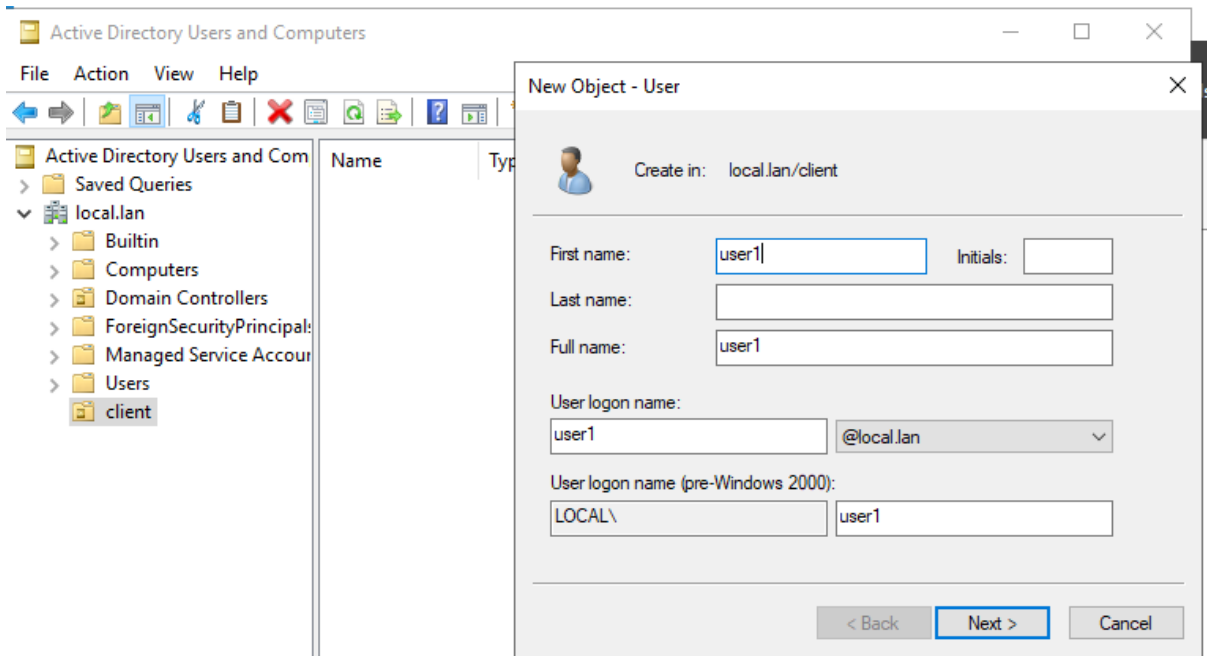 Active Directory Users and Computers
File Action View Help
Active Directory Users and Com
Saved Queries
local.lan
Builtin
Computers
Domain Controllers
ForeignSecurityPrincipals
Managed Service Accoun
Users
client
Name Typ
New Object - User
Create in: local.lan/client
First name: user1 Initials:
Last name:
Full name: user1
User logon name:
user1 @local.lan
User logon name (pre-Windows 2000):
LOCAL\ user1
< Back Next > Cancel